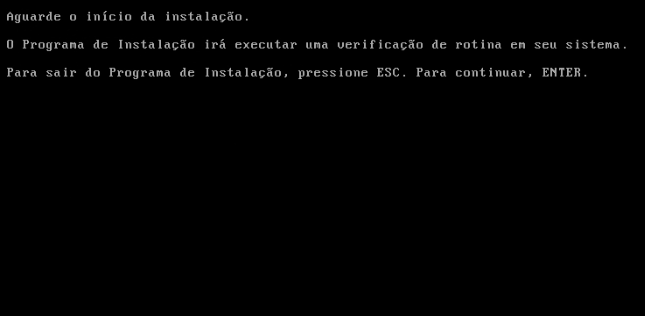 Aguarde o início da instalação.
O Programa de Instalação irá executar uma verificação de rotina em seu sistema.
Para sair do Programa de Instalação, pressione ESC. Para continuar, ENTER.